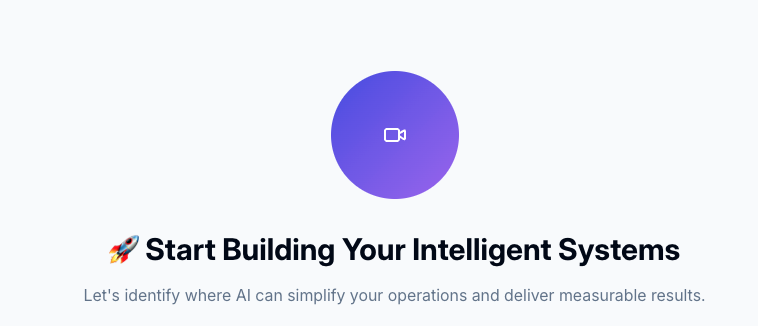 🚀 Start Building Your Intelligent Systems
Let's identify where AI can simplify your operations and deliver measurable results.